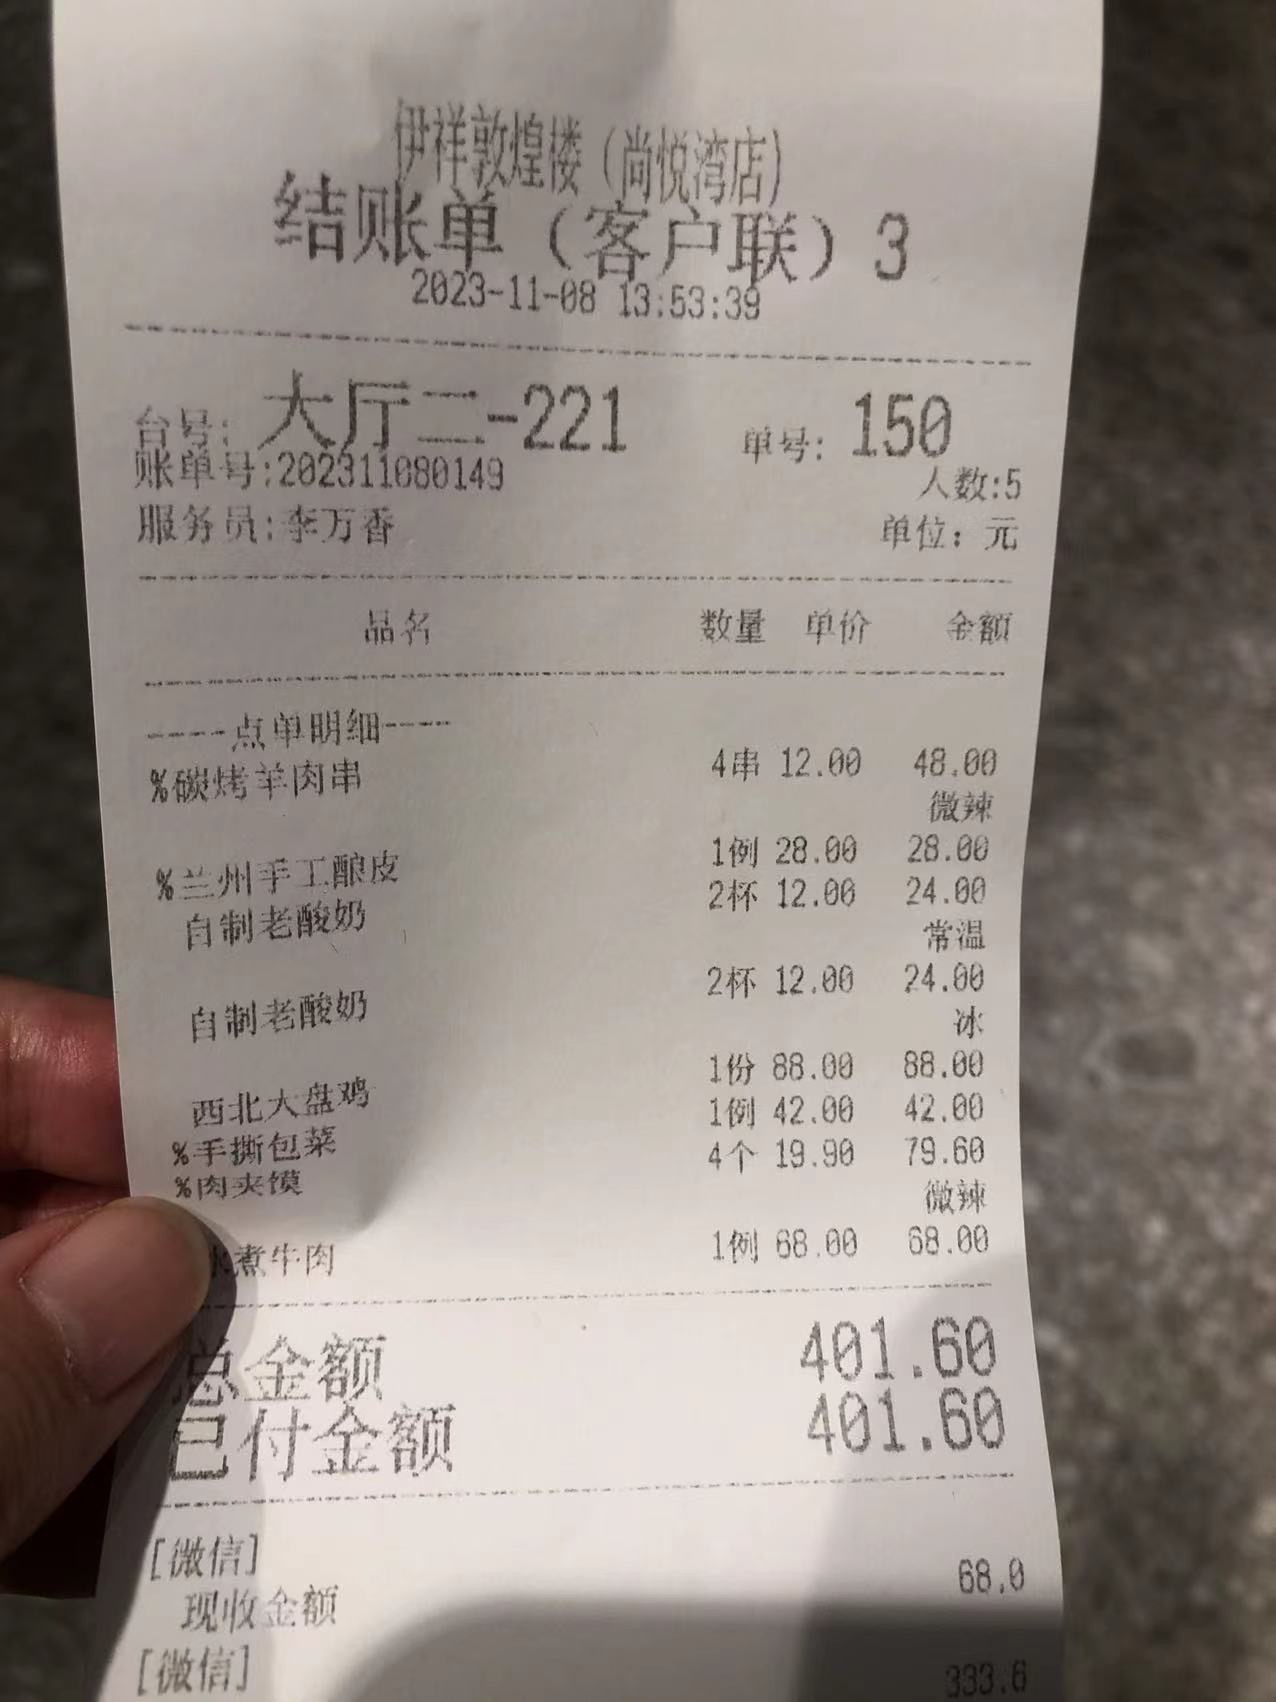 伊祥敦煌楼（尚悦湾店）
结账单（客户联）3
2023-11-08 13:53:39
台号: 大厅二-221 单号: 150
账单号:202311080149 人数:5
服务员:李万香 单位：元
品名 数量 单价 金额
----点单明细----
%碳烤羊肉串 4串 12.00 48.00
微辣
%兰州手工酿皮 1例 28.00 28.00
自制老酸奶 2杯 12.00 24.00
常温
自制老酸奶 2杯 12.00 24.00
冰
西北大盘鸡 1份 88.00 88.00
%手撕包菜 1例 42.00 42.00
%肉夹馍 4个 19.90 79.60
微辣
水煮牛肉 1例 68.00 68.00
总金额 401.60
已付金额 401.60
[微信]
现收金额 68.0
[微信]
333.6